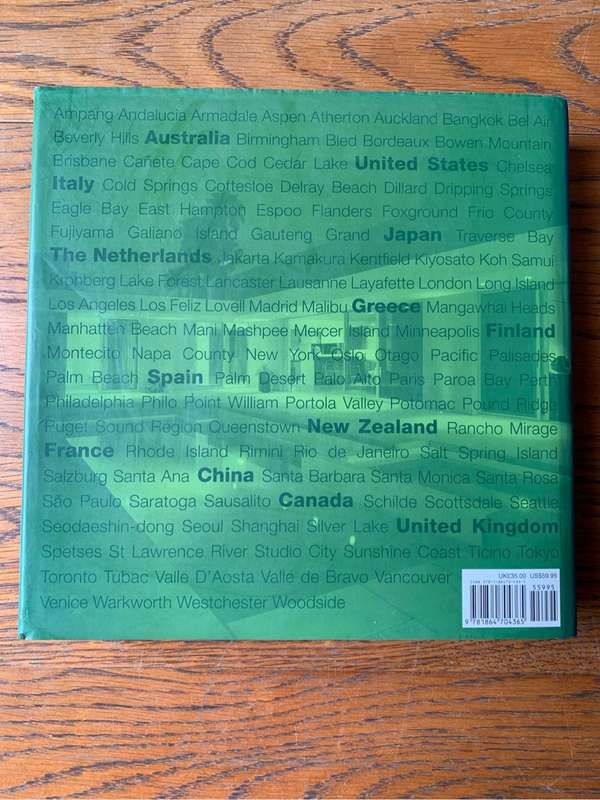 Ampang Andalucia Armadale Aspen Atherton Auckland Bangkok Bel Air
Beverly Hills Australia Birmingham Bled Bordeaux Bowen Mountain
Brisbane Cañete Cape Cod Cedar Lake United States Chelsea
Italy Cold Springs Cottesloe Delray Beach Dillard Dripping Springs
Eagle Bay East Hampton Espoo Flanders Foxground Frio County
Fujiyama Galiano Island Gauteng Grand Japan Traverse Bay
The Netherlands Jakarta Kamakura Kentfield Kiyosato Koh Samui
Kronberg Lake Forest Lancaster Lausanne Layafette London Long Island
Los Angeles Los Feliz Lovell Madrid Malibu Greece Mangawhai Heads
Manhatten Beach Mani Mashpee Mercer Island Minneapolis Finland
Montecito Napa County New York Oslo Otago Pacific Palisades
Palm Beach Spain Palm Desert Palo Alto Paris Paroa Bay Perth
Philadelphia Philo Point William Portola Valley Potomac Pound Ridge
Puget Sound Region Queenstown New Zealand Rancho Mirage
France Rhode Island Rimini Rio de Janeiro Salt Spring Island
Salzburg Santa Ana China Santa Barbara Santa Monica Santa Rosa
São Paulo Saratoga Sausalito Canada Schilde Scottsdale Seattle
Seodaeshin-dong Seoul Shanghai Silver Lake United Kingdom
Spetses St Lawrence River Studio City Sunshine Coast Ticino Tokyo
Toronto Tubac Valle D'Aosta Valle de Bravo Vancouver
Venice Warkworth Westchester Woodside
UK£35.00 US$59.95
55995
9 781864 704365